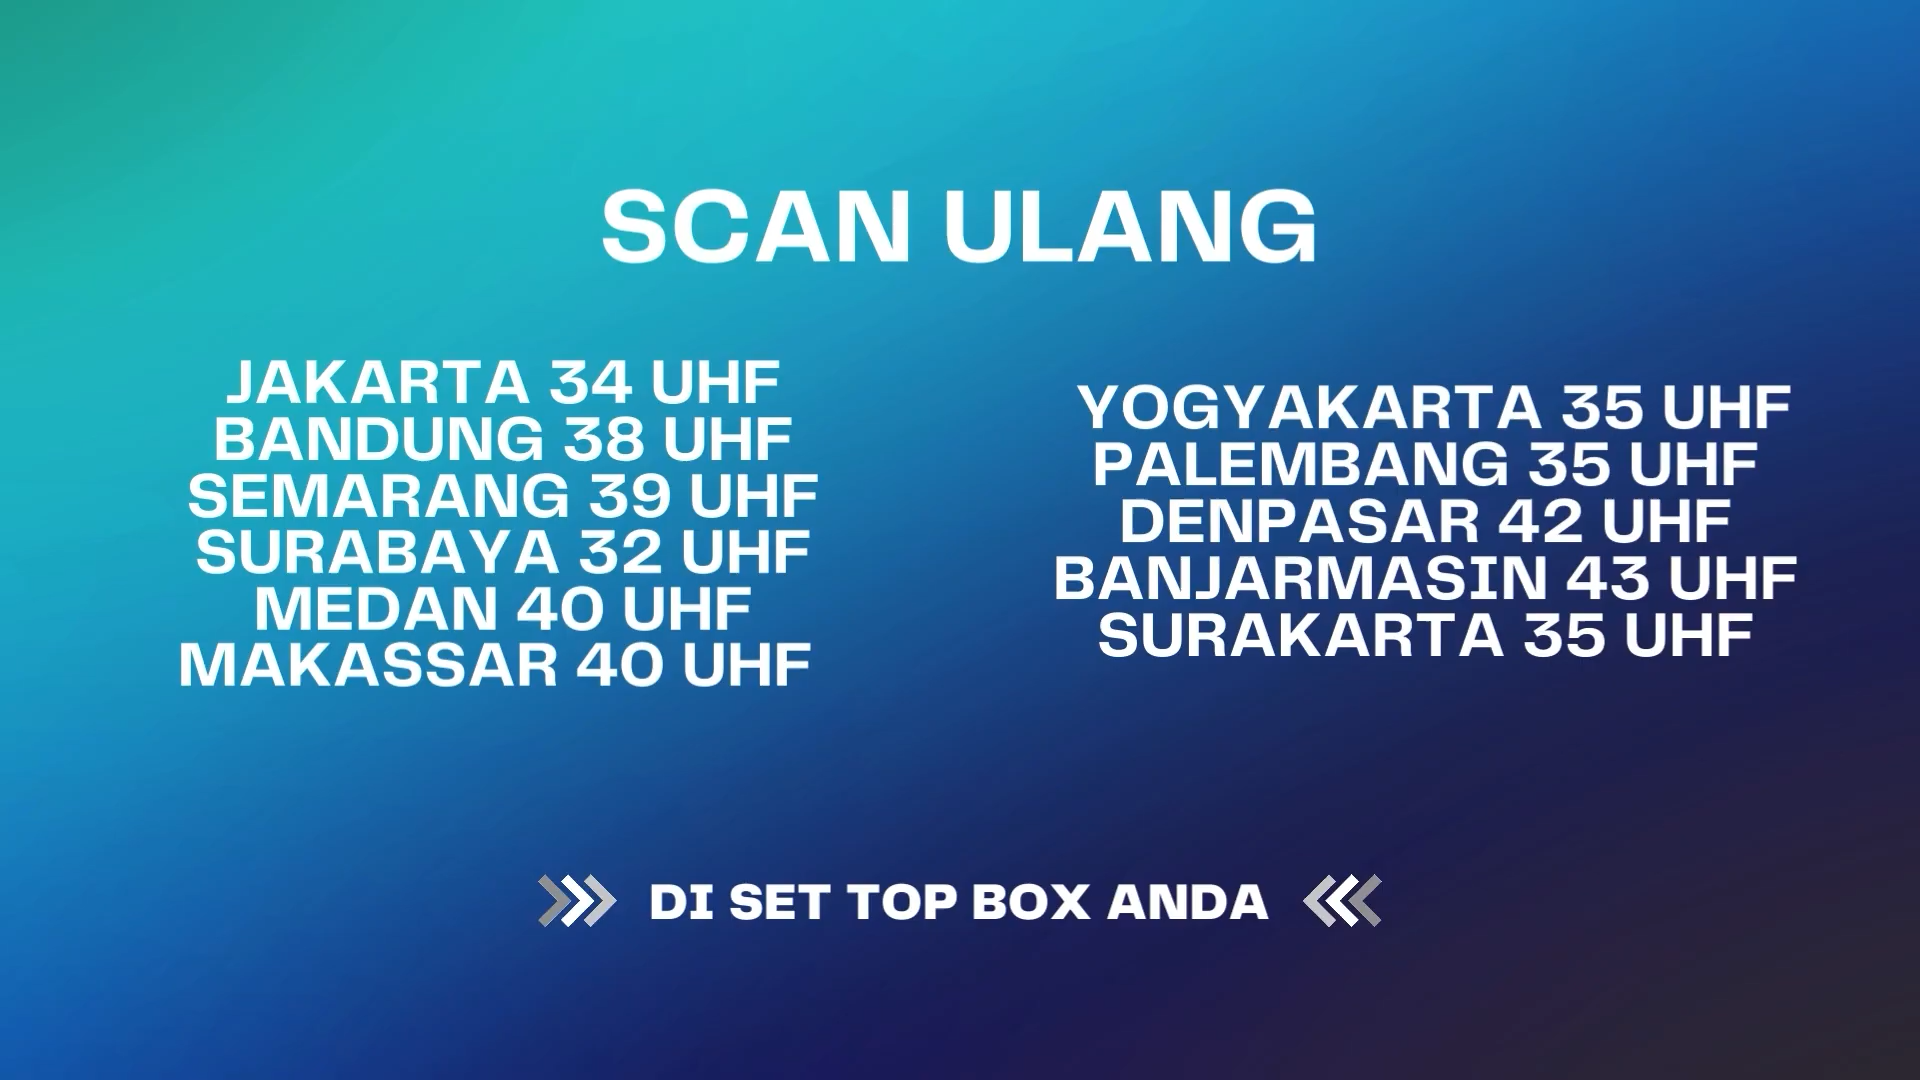 SCAN ULANG
JAKARTA 34 UHF
BANDUNG 38 UHF
SEMARANG 39 UHF
SURABAYA 32 UHF
MEDAN 40 UHF
MAKASSAR 40 UHF
YOGYAKARTA 35 UHF
PALEMBANG 35 UHF
DENPASAR 42 UHF
BANJARMASIN 43 UHF
SURAKARTA 35 UHF
DI SET TOP BOX ANDA